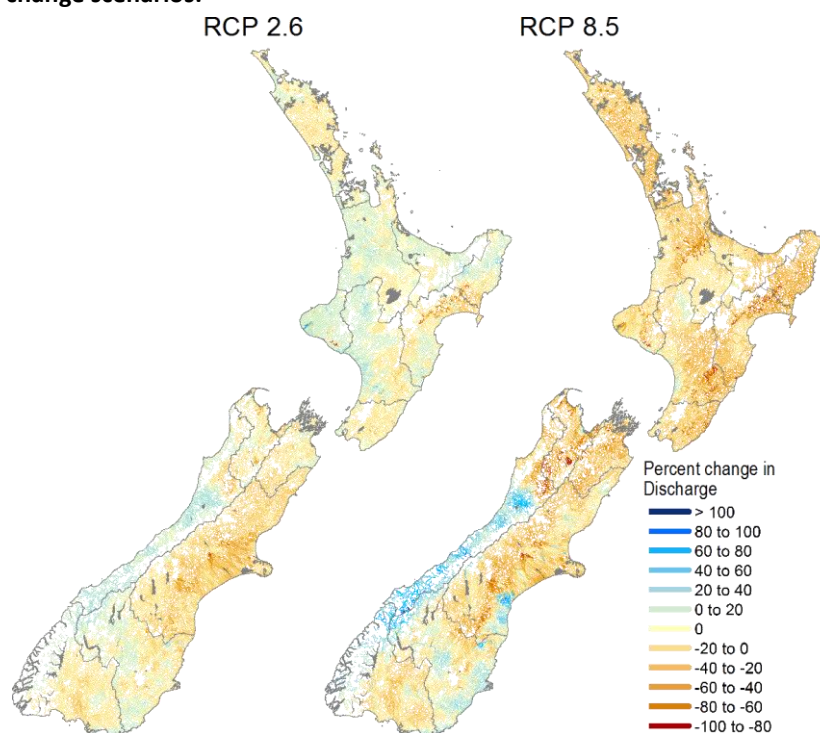 change scenarios.
RCP 2.6
RCP 8.5
Percent change in
Discharge
> 100
80 to 100
60 to 80
40 to 60
20 to 40
0 to 20
0
-20 to 0
-40 to -20
-60 to -40
-80 to -60
-100 to -80